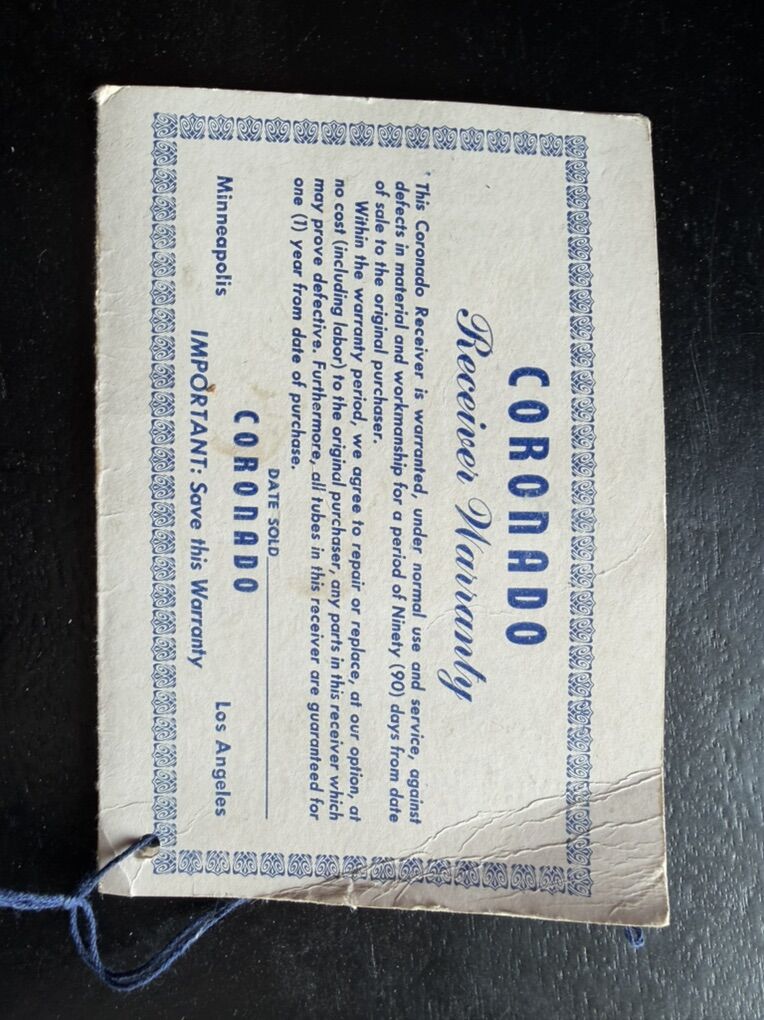 CORONADO
Receiver Warranty
This Coronado Receiver is warranted, under normal use and service, against
defects in material and workmanship for a period of Ninety (90) days from date
of sale to the original purchaser.
Within the warranty period, we agree to repair or replace, at our option, at
no cost (including labor) to the original purchaser, any parts in this receiver which
may prove defective. Furthermore, all tubes in this receiver are guaranteed for
one (1) year from date of purchase.
DATE SOLD
CORONADO
Minneapolis Los Angeles
IMPORTANT: Save this Warranty